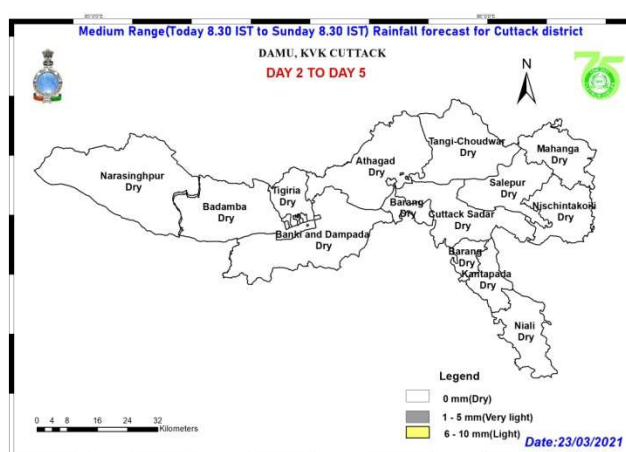 Medium Range(Today 8.30 IST to Sunday 8.30 IST) Rainfall forecast for Cuttack district
DAMU, KVK CUTTACK
DAY 2 TO DAY 5
N
75
Narasinghpur
Dry
Badamba
Dry
Tigiria
Dry
Athagad
Dry
Tangi-Choudwar
Dry
Mahanga
Dry
Salepur
Dry
Njschintakoili
Dry
Barang
Dry
Cuttack Sadar
Dry
Banki and Dampada
Dry
Barang
Dry
Kantapada
Dry
Niali
Dry
Legend
0 mm(Dry)
1 - 5 mm(Very light)
6 - 10 mm(Light)
0 4 8 16 24 32
Kilometers
Date:23/03/2021